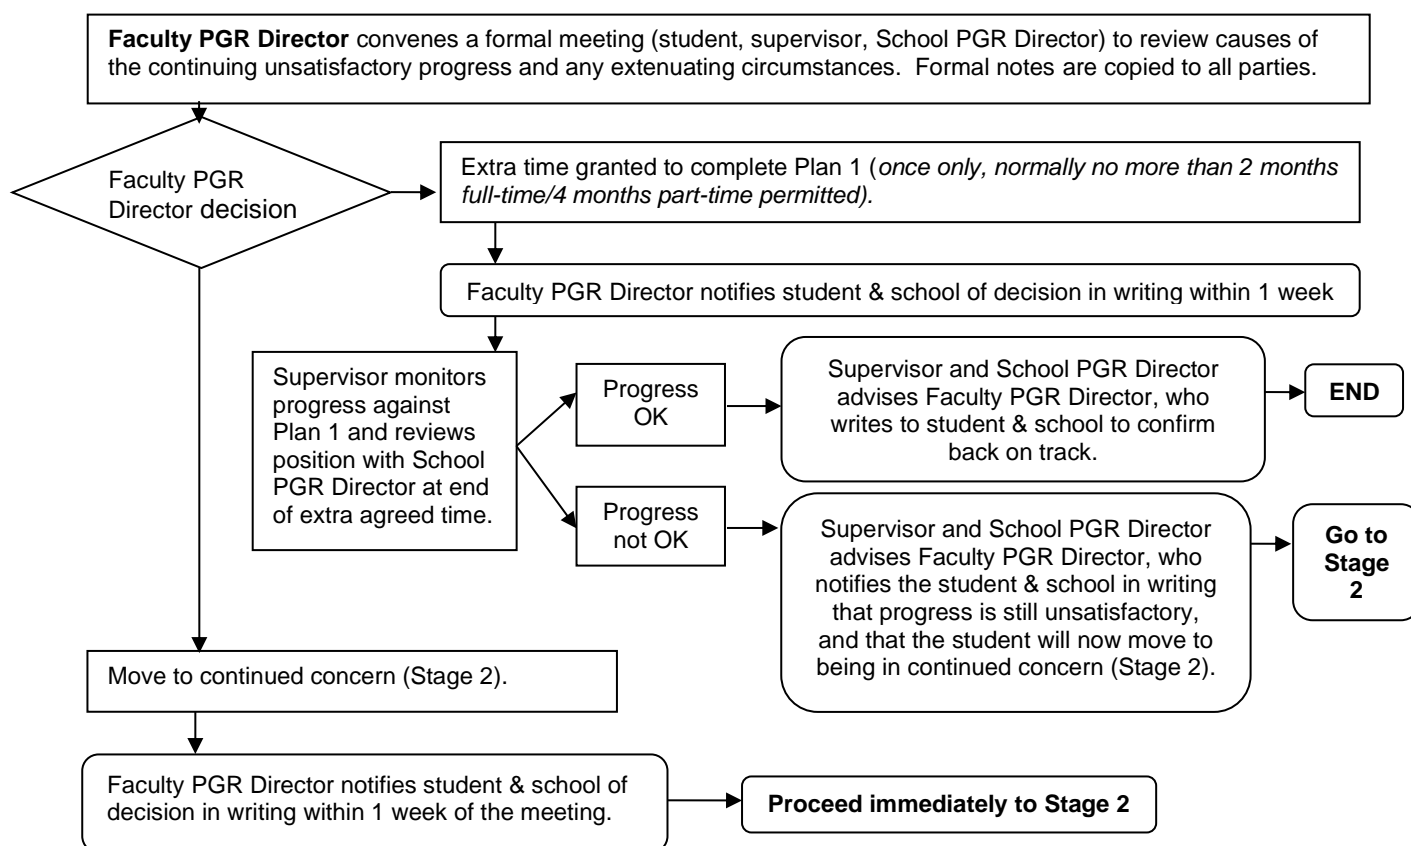 Faculty PGR Director convenes a formal meeting (student, supervisor, School PGR Director) to review causes of
the continuing unsatisfactory progress and any extenuating circumstances.  Formal notes are copied to all parties.
Faculty PGR
Director decision
Extra time granted to complete Plan 1 (once only, normally no more than 2 months
full-time/4 months part-time permitted).
Faculty PGR Director notifies student & school of decision in writing within 1 week
Supervisor monitors
progress against
Plan 1 and reviews
position with School
PGR Director at end
of extra agreed time.
Progress
OK
Supervisor and School PGR Director
advises Faculty PGR Director, who
writes to student & school to confirm
back on track.
END
Progress
not OK
Supervisor and School PGR Director
advises Faculty PGR Director, who
notifies the student & school in writing
that progress is still unsatisfactory,
and that the student will now move to
being in continued concern (Stage 2).
Go to
Stage
2
Move to continued concern (Stage 2).
Faculty PGR Director notifies student & school of
decision in writing within 1 week of the meeting.
Proceed immediately to Stage 2